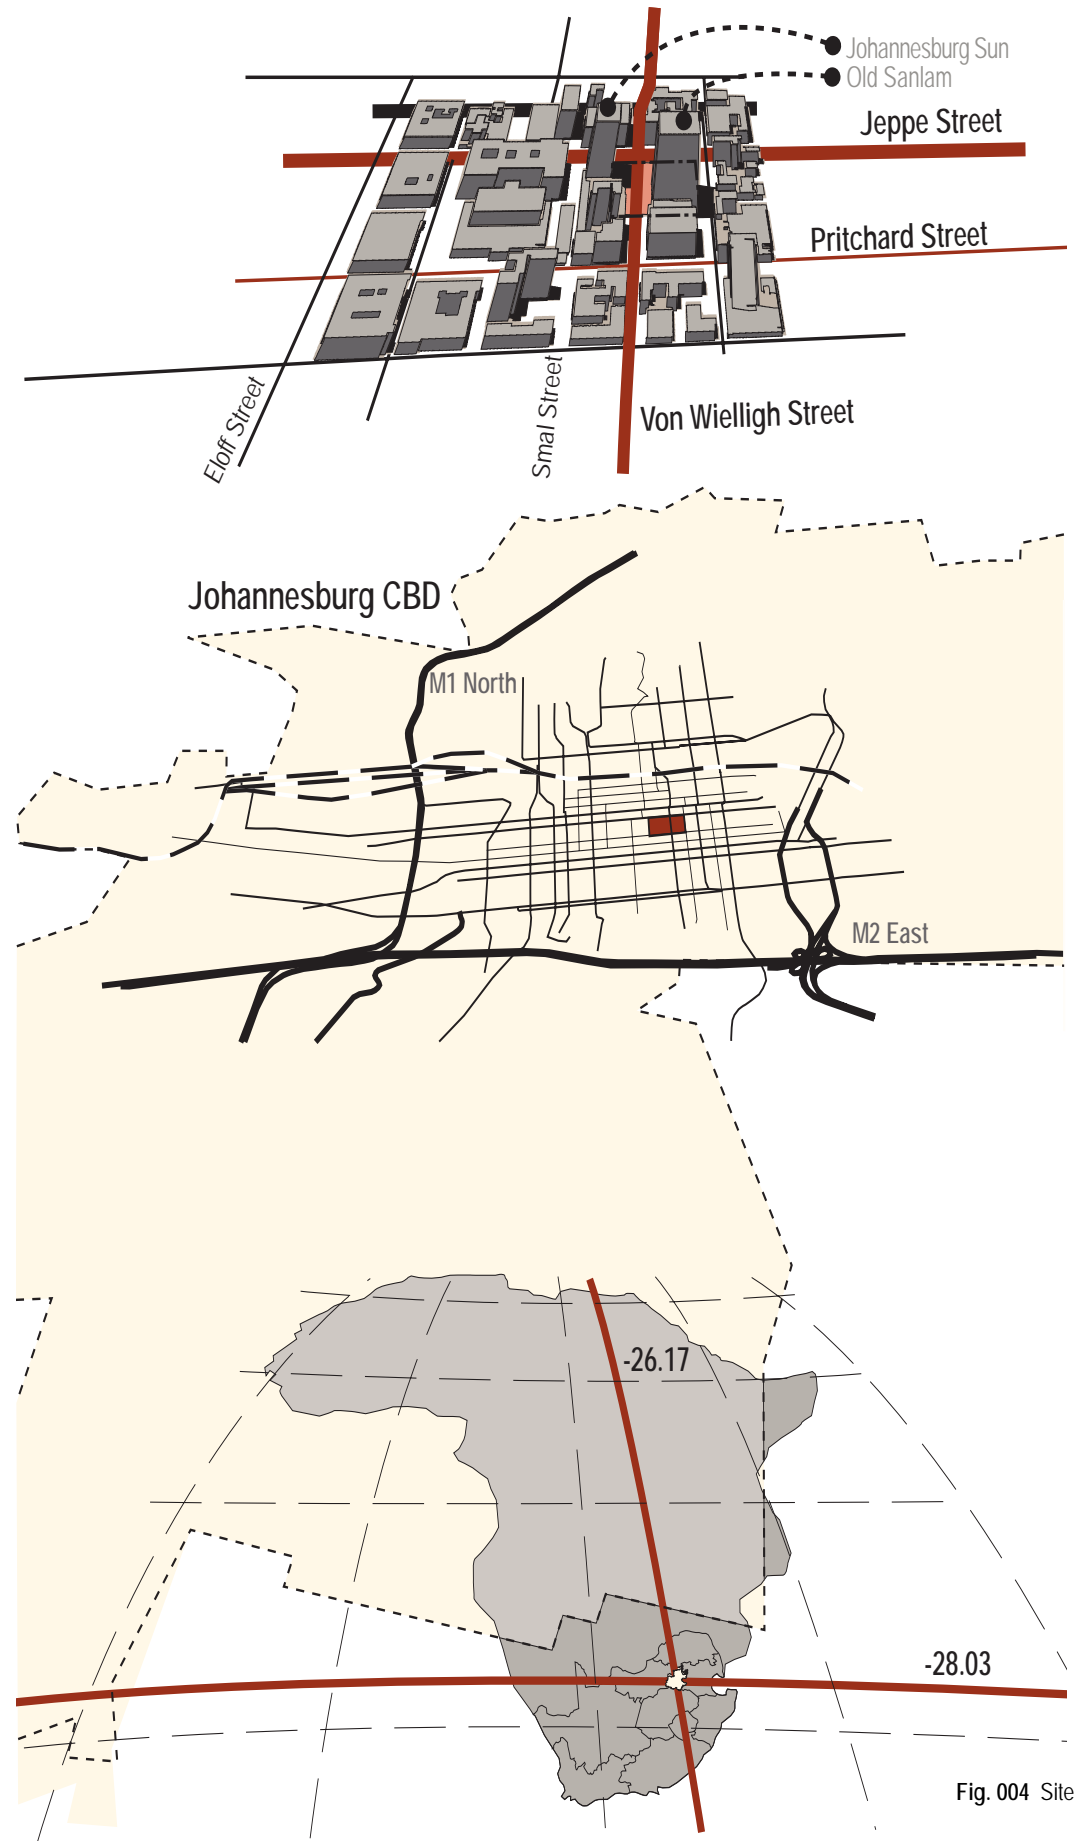 Johannesburg Sun
Old Sanlam
Jeppe Street
Pritchard Street
Eloff Street
Smal Street
Von Wielligh Street
Johannesburg CBD
M1 North
M2 East
-26.17
-28.03
Fig. 004 Site